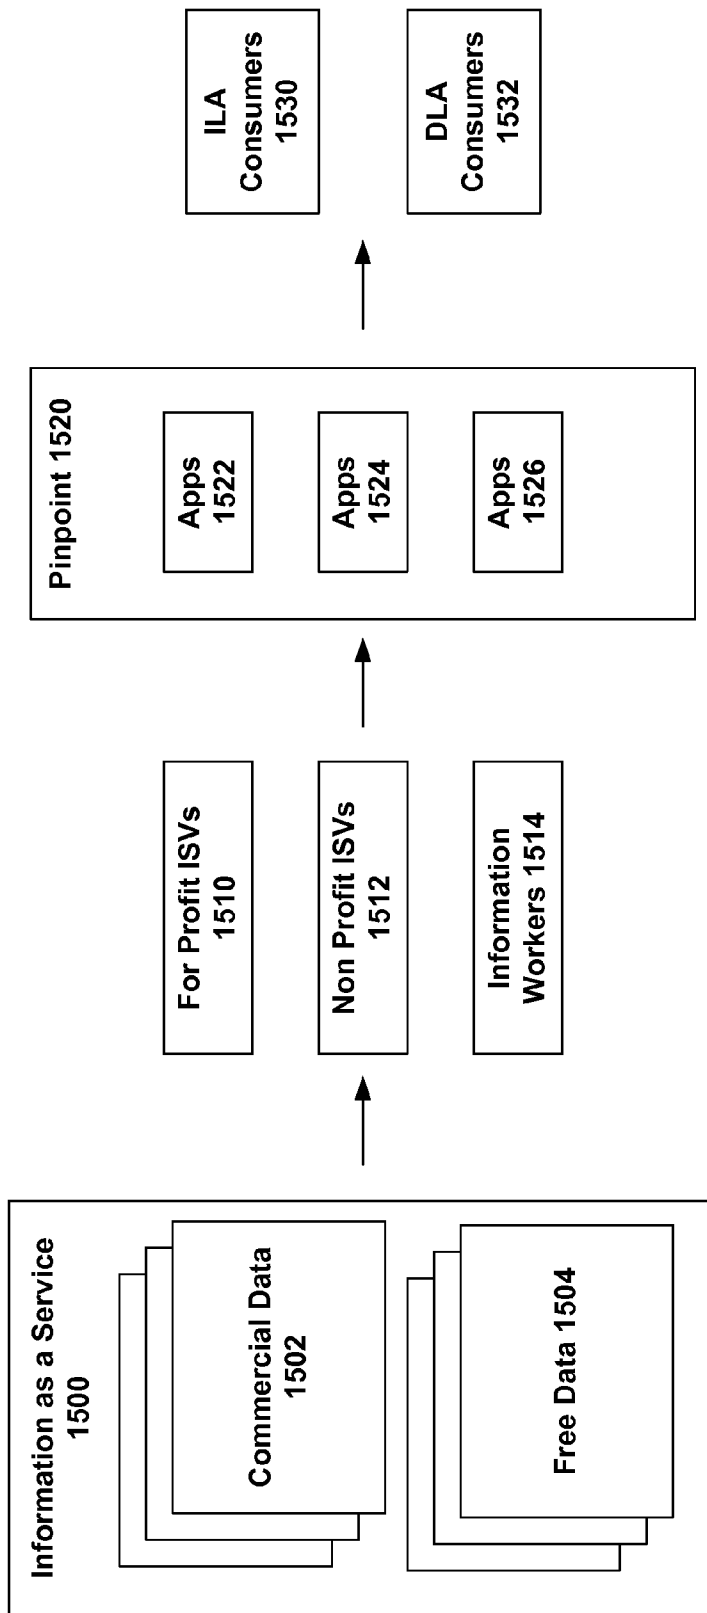 Information as a Service
1500
Commercial Data
1502
Free Data 1504
For Profit ISVs
1510
Non Profit ISVs
1512
Information
Workers 1514
Pinpoint 1520
Apps
1522
Apps
1524
Apps
1526
ILA
Consumers
1530
DLA
Consumers
1532